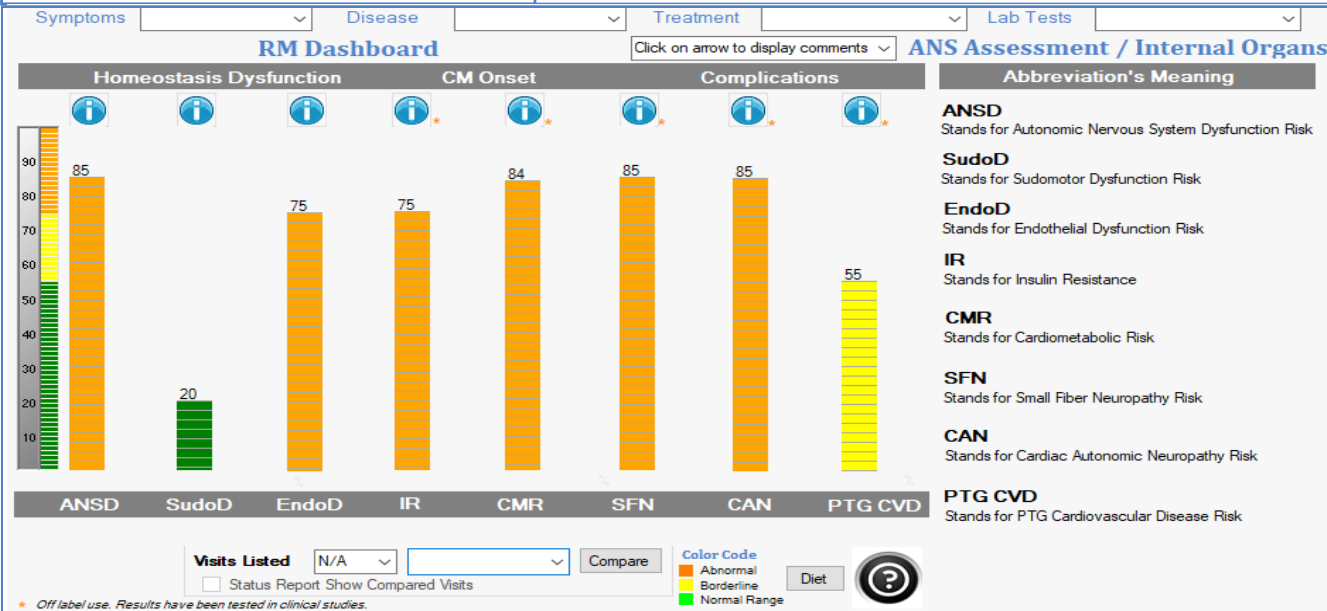 Symptoms Disease Treatment Lab Tests
RM Dashboard Click on arrow to display comments ANS Assessment / Internal Organs
Homeostasis Dysfunction CM Onset Complications Abbreviation's Meaning
* * * * *
90
80
70
60
50
40
30
20
10
85
20
75
75
84
85
85
55
% % %
ANSD SudoD EndoD IR CMR SFN CAN PTG CVD
ANSD
Stands for Autonomic Nervous System Dysfunction Risk
SudoD
Stands for Sudomotor Dysfunction Risk
EndoD
Stands for Endothelial Dysfunction Risk
IR
Stands for Insulin Resistance
CMR
Stands for Cardiometabolic Risk
SFN
Stands for Small Fiber Neuropathy Risk
CAN
Stands for Cardiac Autonomic Neuropathy Risk
PTG CVD
Stands for PTG Cardiovascular Disease Risk
Visits Listed N/A Compare
Status Report Show Compared Visits
Color Code
Abnormal
Borderline
Normal Range
Diet
?
* Off label use. Results have been tested in clinical studies.